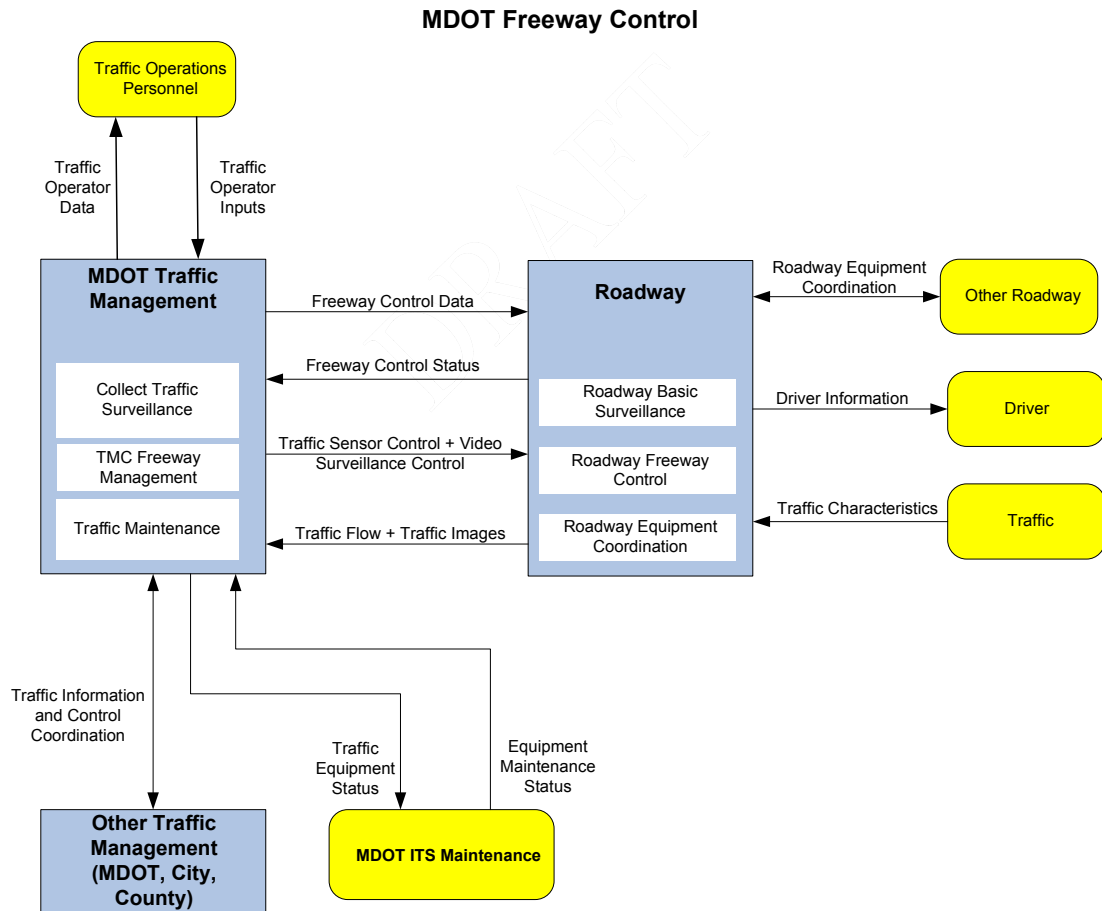 MDOT Freeway Control
Traffic Operations
Personnel
Traffic
Operator
Data
Traffic
Operator
Inputs
DRAFT
MDOT Traffic
Management
Collect Traffic
Surveillance
TMC Freeway
Management
Traffic Maintenance
Freeway Control Data
Freeway Control Status
Traffic Sensor Control + Video
Surveillance Control
Traffic Flow + Traffic Images
Roadway
Roadway Basic
Surveillance
Roadway Freeway
Control
Roadway Equipment
Coordination
Roadway Equipment
Coordination
Other Roadway
Driver Information
Driver
Traffic Characteristics
Traffic
Traffic Information
and Control
Coordination
Traffic
Equipment
Status
Equipment
Maintenance
Status
Other Traffic
Management
(MDOT, City,
County)
MDOT ITS Maintenance